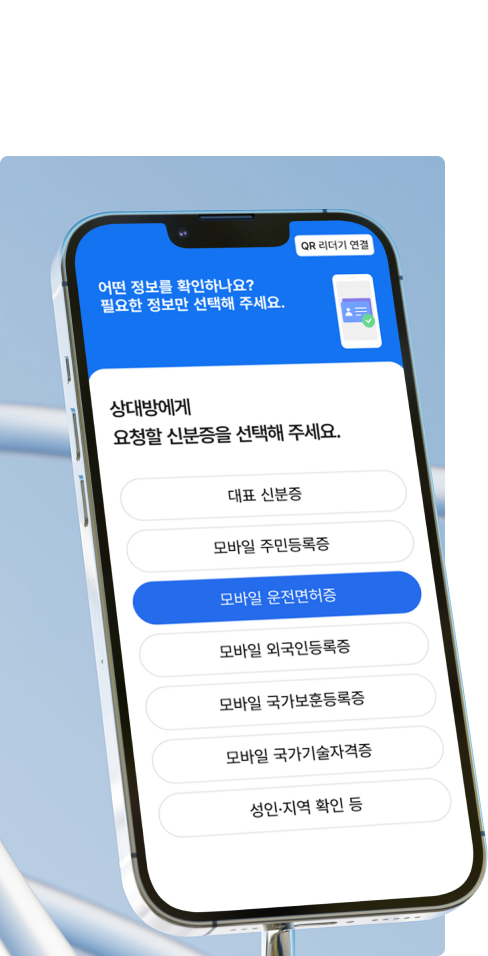 QR 리더기 연결
어떤 정보를 확인하나요?
필요한 정보만 선택해 주세요.
상대방에게
요청할 신분증을 선택해 주세요.
대표 신분증
모바일 주민등록증
모바일 운전면허증
모바일 외국인등록증
모바일 국가보훈등록증
모바일 국가기술자격증
성인·지역 확인 등